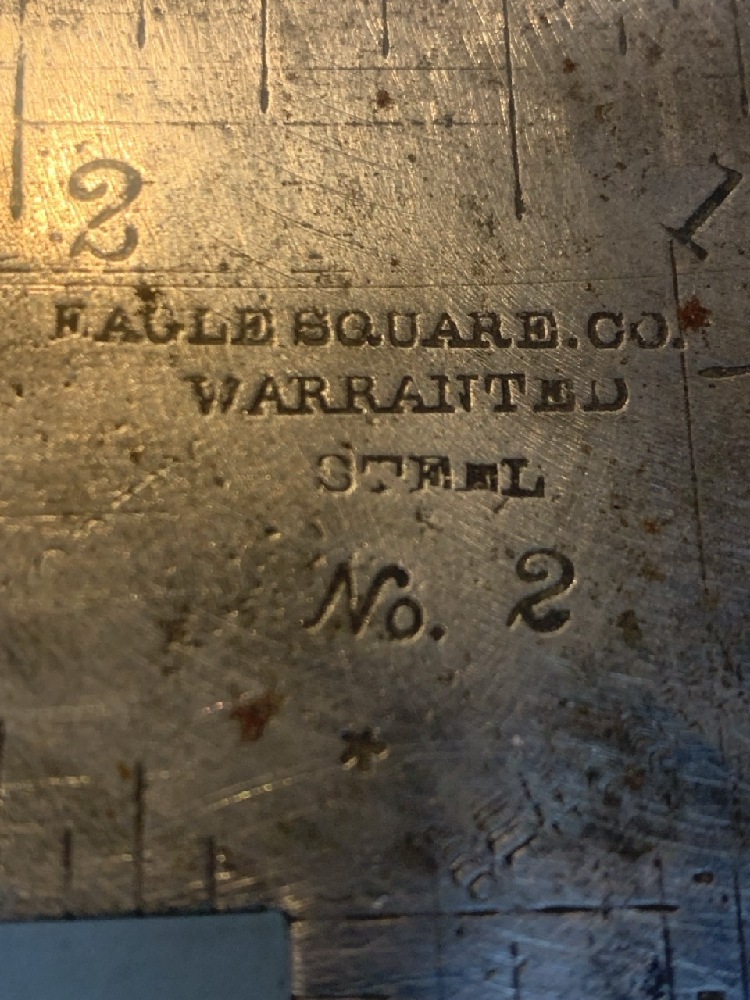 2 1
EAGLE SQUARE.CO.
WARRANTED
STEEL
No. 2
*